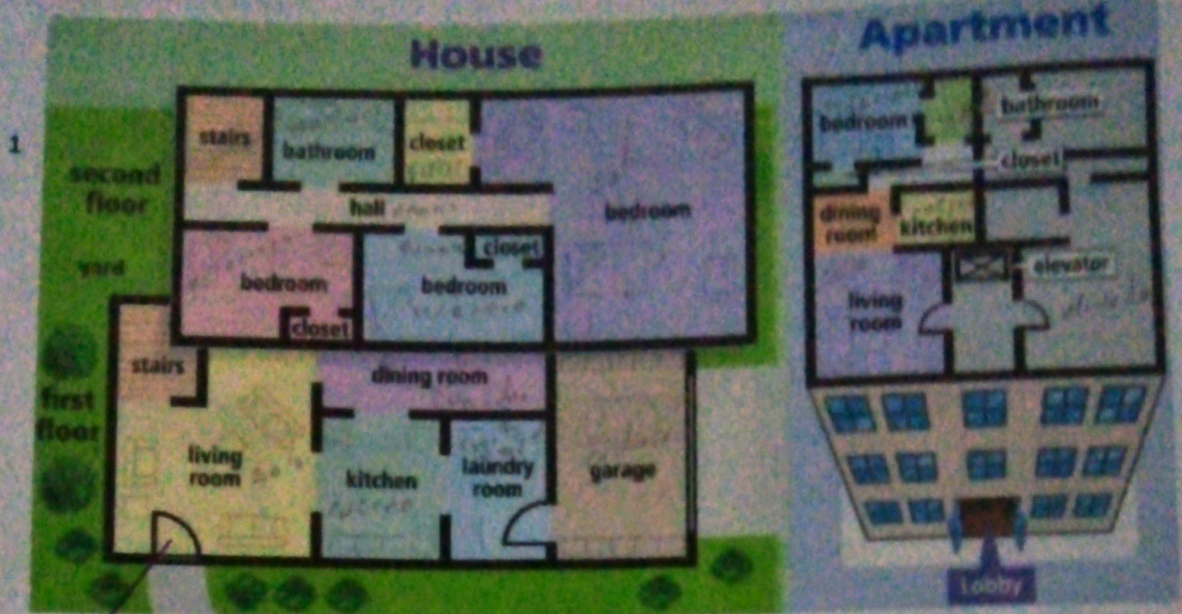 House
Apartment
1
stairs
bathroom
closet
second
floor
hall
bedroom
yard
bedroom
bedroom
closet
closet
stairs
dining room
first
floor
living
room
kitchen
laundry
room
garage
bedroom
bathroom
closet
dining
room
kitchen
elevator
living
room
Lobby